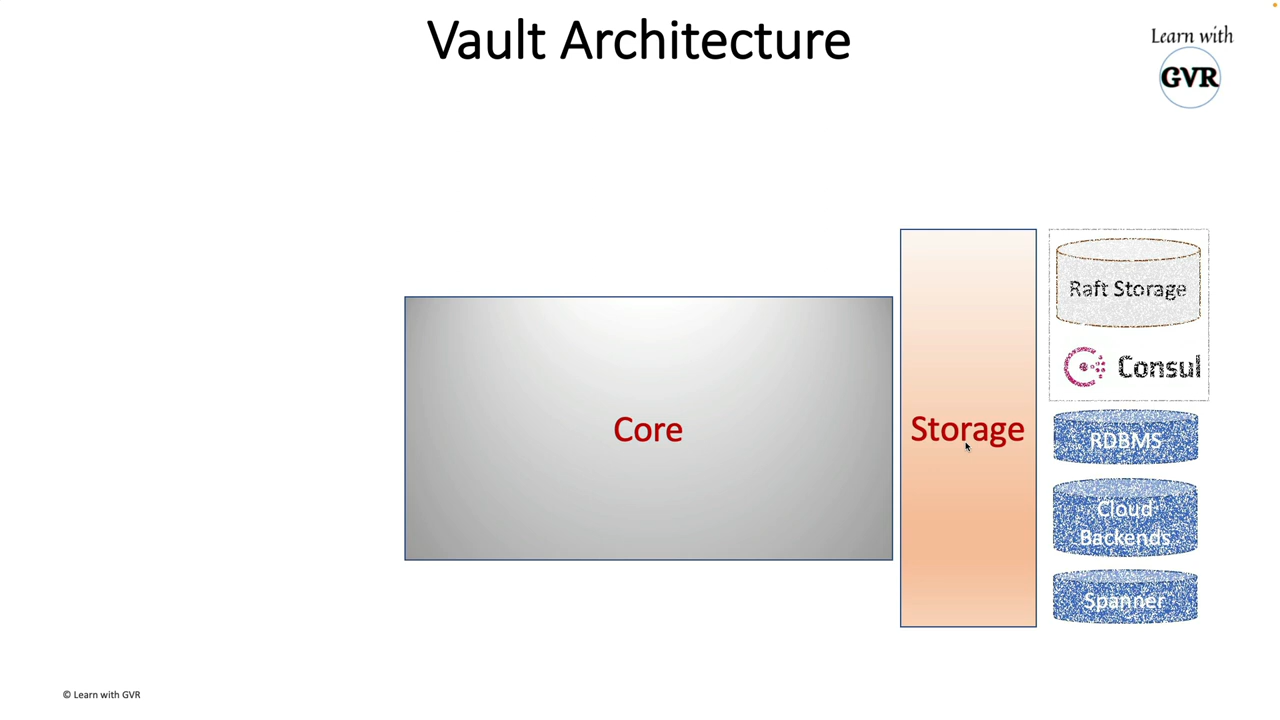 Vault Architecture
Learn with
GVR
Raft Storage
Consul
Core
Storage
RDBMS
Cloud
Backends
Spanner
© Learn with GVR